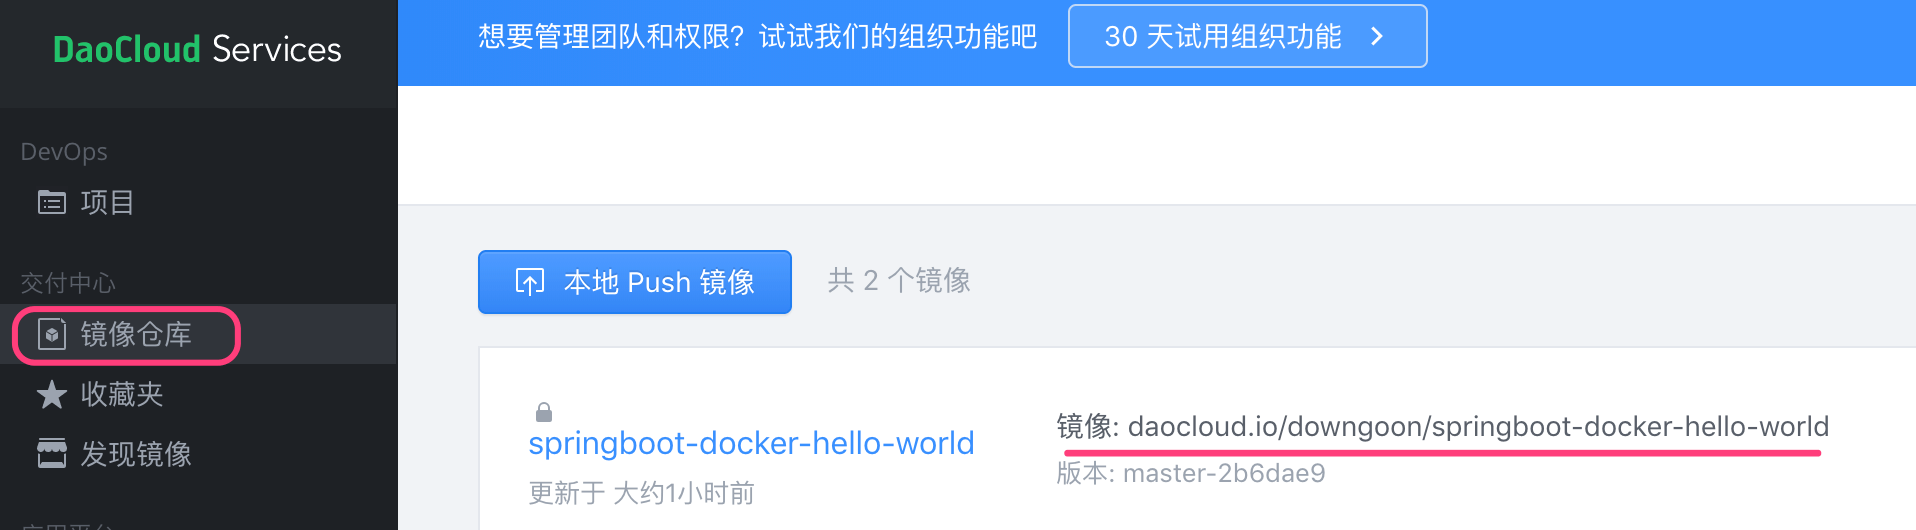 DaoCloud Services
想要管理团队和权限？试试我们的组织功能吧
30 天试用组织功能
DevOps
项目
交付中心
镜像仓库
收藏夹
发现镜像
本地 Push 镜像
共 2 个镜像
springboot-docker-hello-world
更新于 大约1小时前
镜像: daocloud.io/downgoon/springboot-docker-hello-world
版本: master-2b6dae9